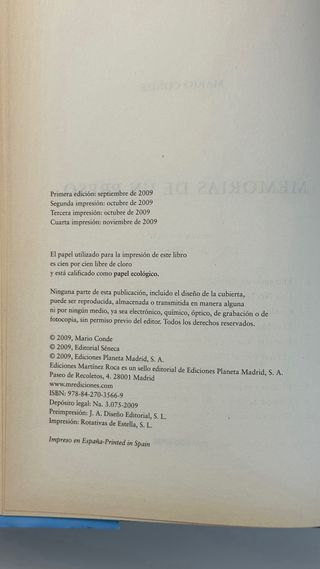 Primera edición: septiembre de 2009
Segunda impresión: octubre de 2009
Tercera impresión: octubre de 2009
Cuarta impresión: noviembre de 2009
El papel utilizado para la impresión de este libro
es cien por cien libre de cloro
y está calificado como papel ecológico.
Ninguna parte de esta publicación, incluido el diseño de la cubierta,
puede ser reproducida, almacenada o transmitida en manera alguna
ni por ningún medio, ya sea electrónico, químico, óptico, de grabación o de
fotocopia, sin permiso previo del editor. Todos los derechos reservados.
© 2009, Mario Conde
© 2009, Editorial Séneca
© 2009, Ediciones Planeta Madrid, S. A.
Ediciones Martínez Roca es un sello editorial de Ediciones Planeta Madrid, S. A.
Paseo de Recoletos, 4. 28001 Madrid
www.mrediciones.com
ISBN: 978-84-270-3566-9
Depósito legal: Na. 3.075-2009
Preimpresión: J. A. Diseño Editorial, S. L.
Impresión: Rotativas de Estella, S. L.
Impreso en España-Printed in Spain